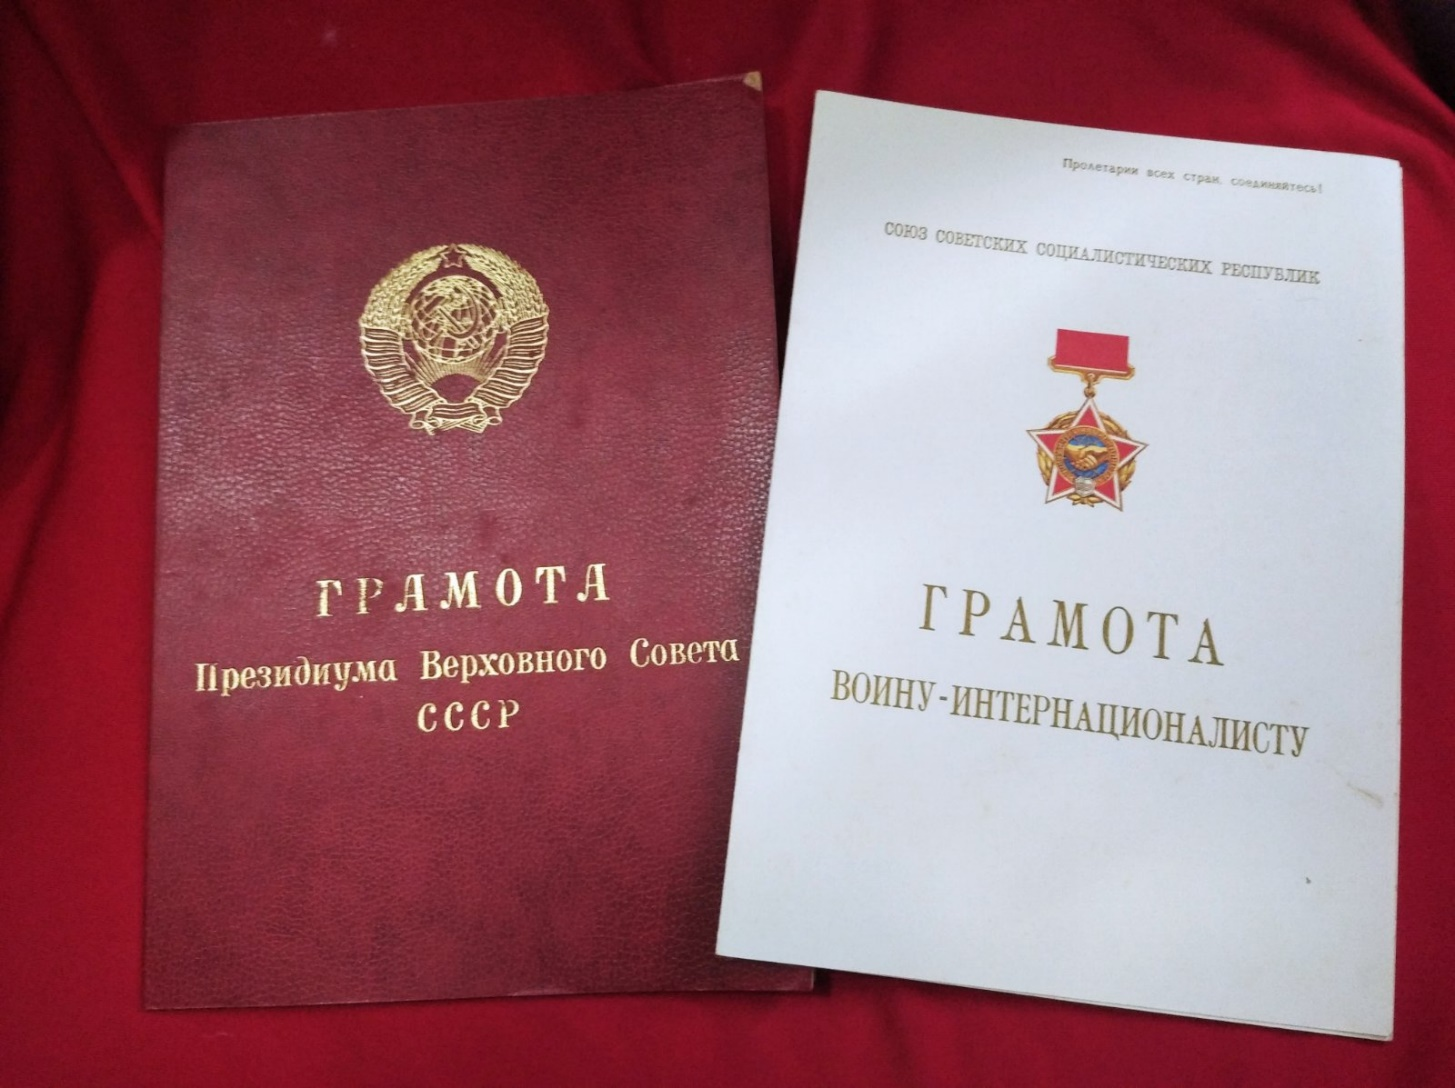 ГРАМОТА
Президиума Верховного Совета
СССР
Пролетарии всех стран, соединяйтесь!
СОЮЗ СОВЕТСКИХ СОЦИАЛИСТИЧЕСКИХ РЕСПУБЛИК
ГРАМОТА
ВОИНУ-ИНТЕРНАЦИОНАЛИСТУ